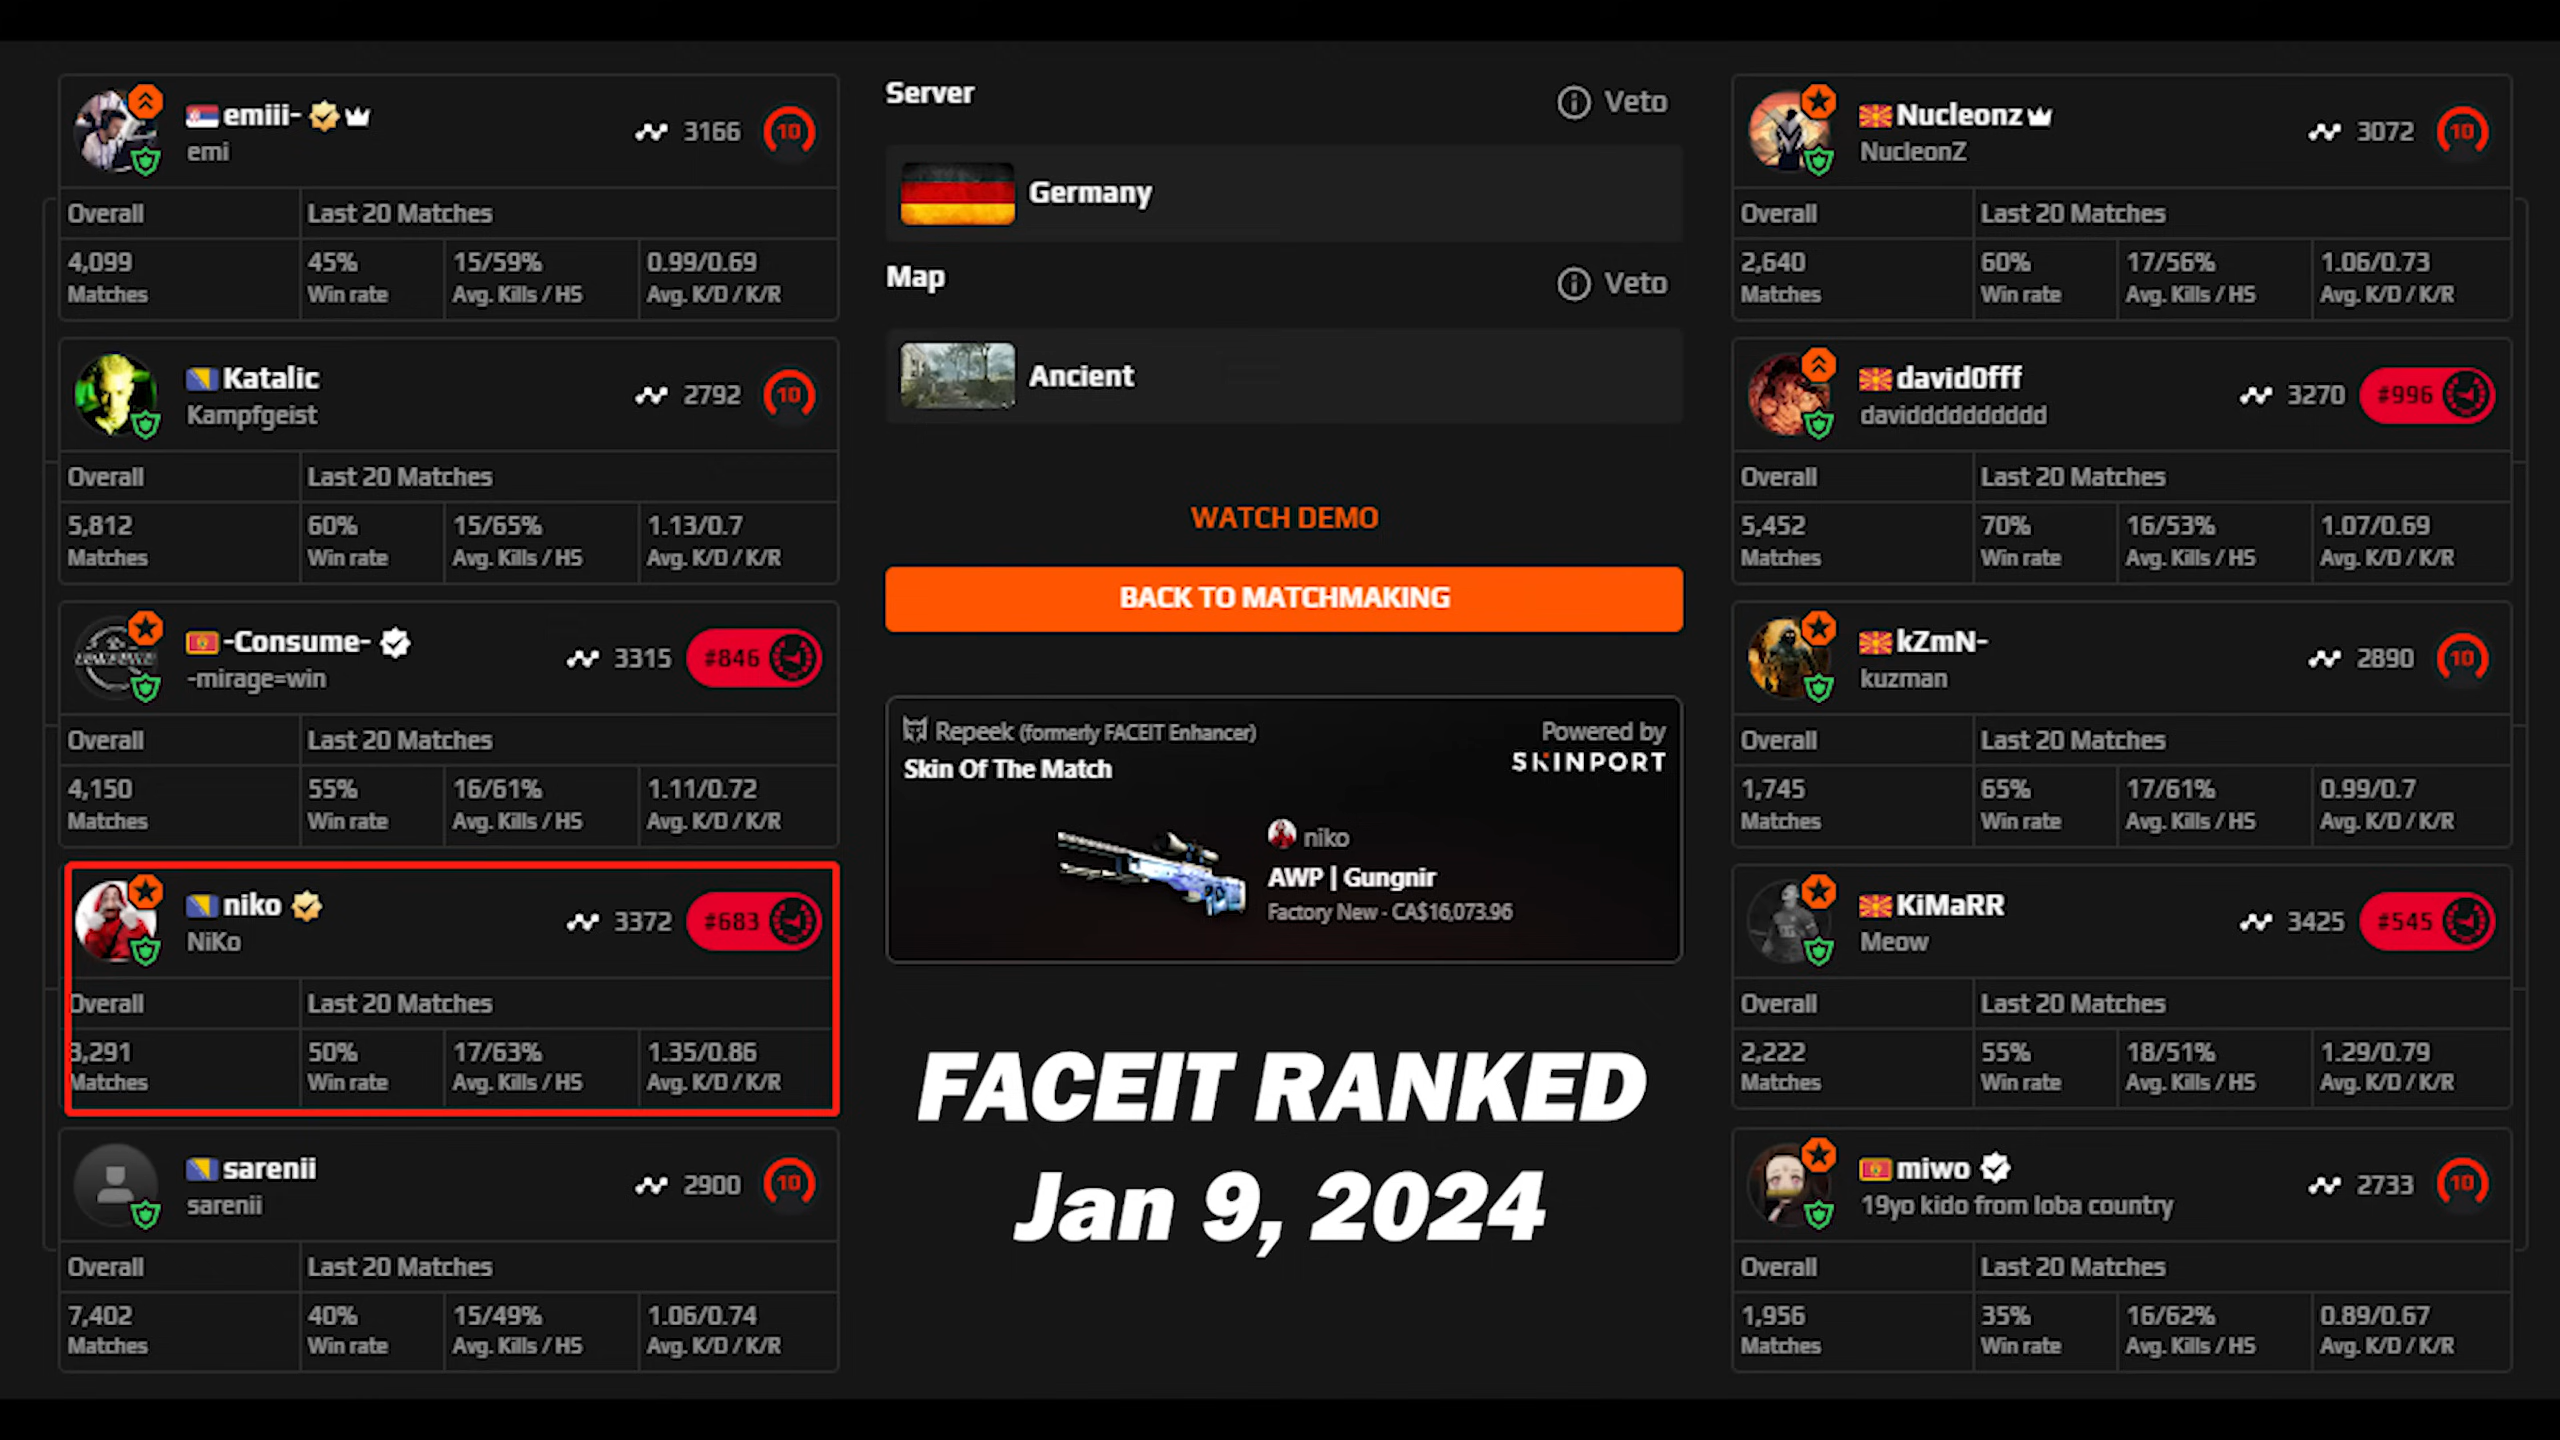 emiii-
emi
3166
10
Overall
Last 20 Matches
4,099
Matches
45%
Win rate
15/59%
Avg. Kills / HS
0.99/0.69
Avg. K/D / K/R
Katalic
Kampfgeist
2792
10
Overall
Last 20 Matches
5,812
Matches
60%
Win rate
15/65%
Avg. Kills / HS
1.13/0.7
Avg. K/D / K/R
-Consume-
-mirage=win
3315
#846
Overall
Last 20 Matches
4,150
Matches
55%
Win rate
16/61%
Avg. Kills / HS
1.11/0.72
Avg. K/D / K/R
niko
NiKo
3372
#683
Overall
Last 20 Matches
3,291
Matches
50%
Win rate
17/63%
Avg. Kills / HS
1.35/0.86
Avg. K/D / K/R
sarenii
sarenii
2900
10
Overall
Last 20 Matches
7,402
Matches
40%
Win rate
15/49%
Avg. Kills / HS
1.06/0.74
Avg. K/D / K/R
Server
Veto
Germany
Map
Veto
Ancient
WATCH DEMO
BACK TO MATCHMAKING
Repeek (formerly FACEIT Enhancer)
Skin Of The Match
Powered by
SKINPORT
niko
AWP | Gungnir
Factory New - CA$16,073.96
FACEIT RANKED
Jan 9, 2024
Nucleonz
NucleonZ
3072
10
Overall
Last 20 Matches
2,640
Matches
60%
Win rate
17/56%
Avg. Kills / HS
1.06/0.73
Avg. K/D / K/R
david0fff
davidddddddddd
3270
#996
Overall
Last 20 Matches
5,452
Matches
70%
Win rate
16/53%
Avg. Kills / HS
1.07/0.69
Avg. K/D / K/R
kZmN-
kuzman
2890
10
Overall
Last 20 Matches
1,745
Matches
65%
Win rate
17/61%
Avg. Kills / HS
0.99/0.7
Avg. K/D / K/R
KiMaRR
Meow
3425
#545
Overall
Last 20 Matches
2,222
Matches
55%
Win rate
18/51%
Avg. Kills / HS
1.29/0.79
Avg. K/D / K/R
miwo
19yo kido from loba country
2733
10
Overall
Last 20 Matches
1,956
Matches
35%
Win rate
16/62%
Avg. Kills / HS
0.89/0.67
Avg. K/D / K/R